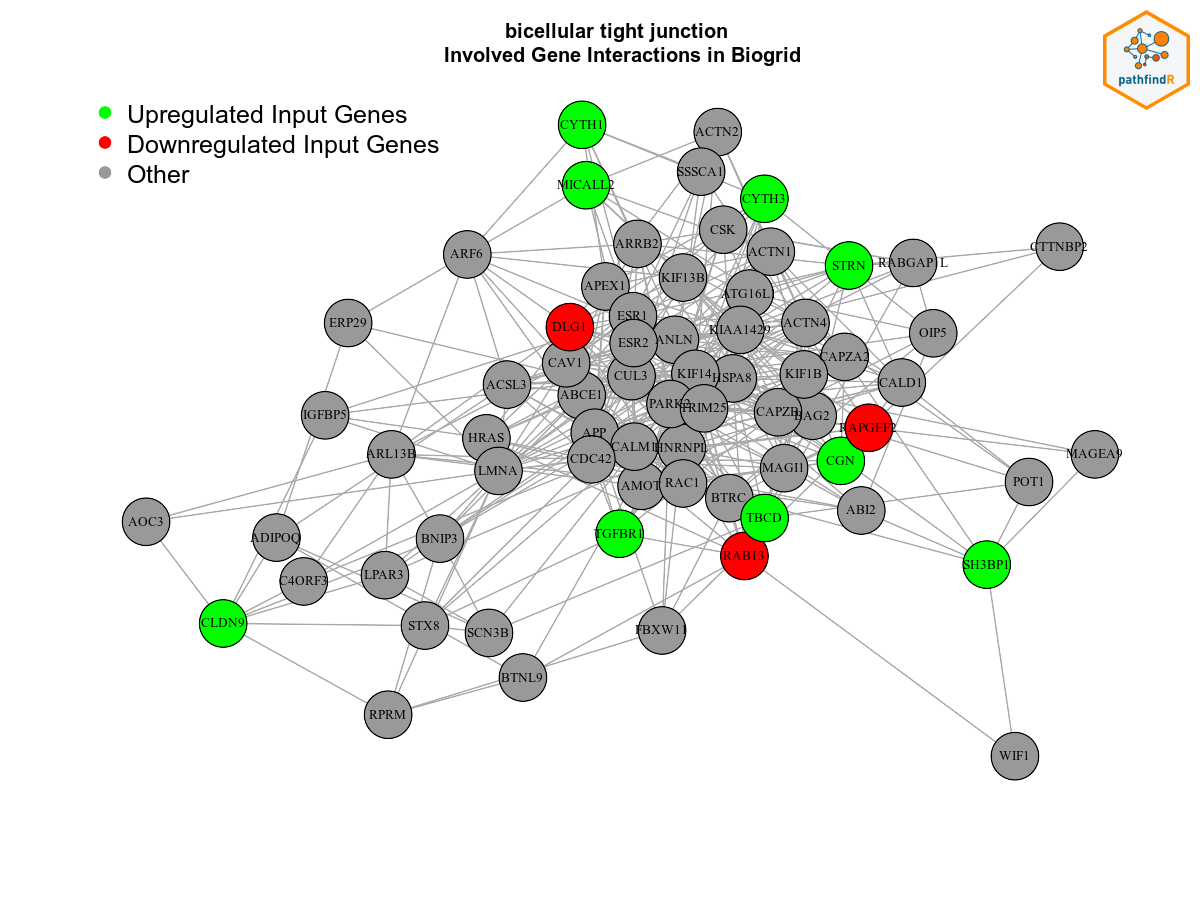 bicellular tight junction
Involved Gene Interactions in Biogrid
pathfindR
Upregulated Input Genes
Downregulated Input Genes
Other
CYTH1
ACTN2
SSSCA1
MICALL2
CYTH3
CSK
ARRB2
ACTN1
CTTNBP2
ARF6
STRN
RABGAP1L
KIF13B
APEX1
ATG16L
ESR1
ERP29
DLG1
KIAA1429
ACTN4
OIP5
ANLN
ESR2
CAPZA2
CAV1
CUL3
KIF14
HSPA8
KIF1B
ACSL3
CALD1
ABCE1
PARK2
TRIM25
CAPZB
BAG2
IGFBP5
RAPGEF2
APP
HRAS
CALM1
HNRNPL
ARL13B
CDC42
LMNA
MAGI1
CGN
MAGEA9
AMOT
RAC1
POT1
BTRC
ABI2
AOC3
TBCD
ADIPOQ
BNIP3
TGFBR1
RAB13
SH3BP1
C4ORF3
LPAR3
CLDN9
STX8
SCN3B
FBXW11
BTNL9
RPRM
WIF1